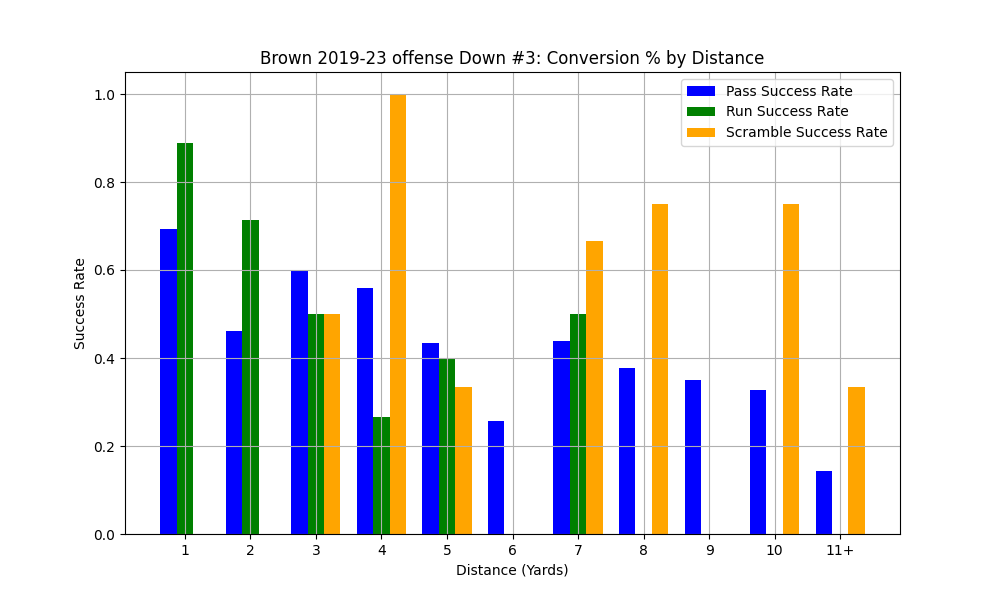 Brown 2019-23 offense Down #3: Conversion % by Distance
Pass Success Rate
Run Success Rate
Scramble Success Rate
Success Rate
1.0
0.8
0.6
0.4
0.2
0.0
1 2 3 4 5 6 7 8 9 10 11+
Distance (Yards)